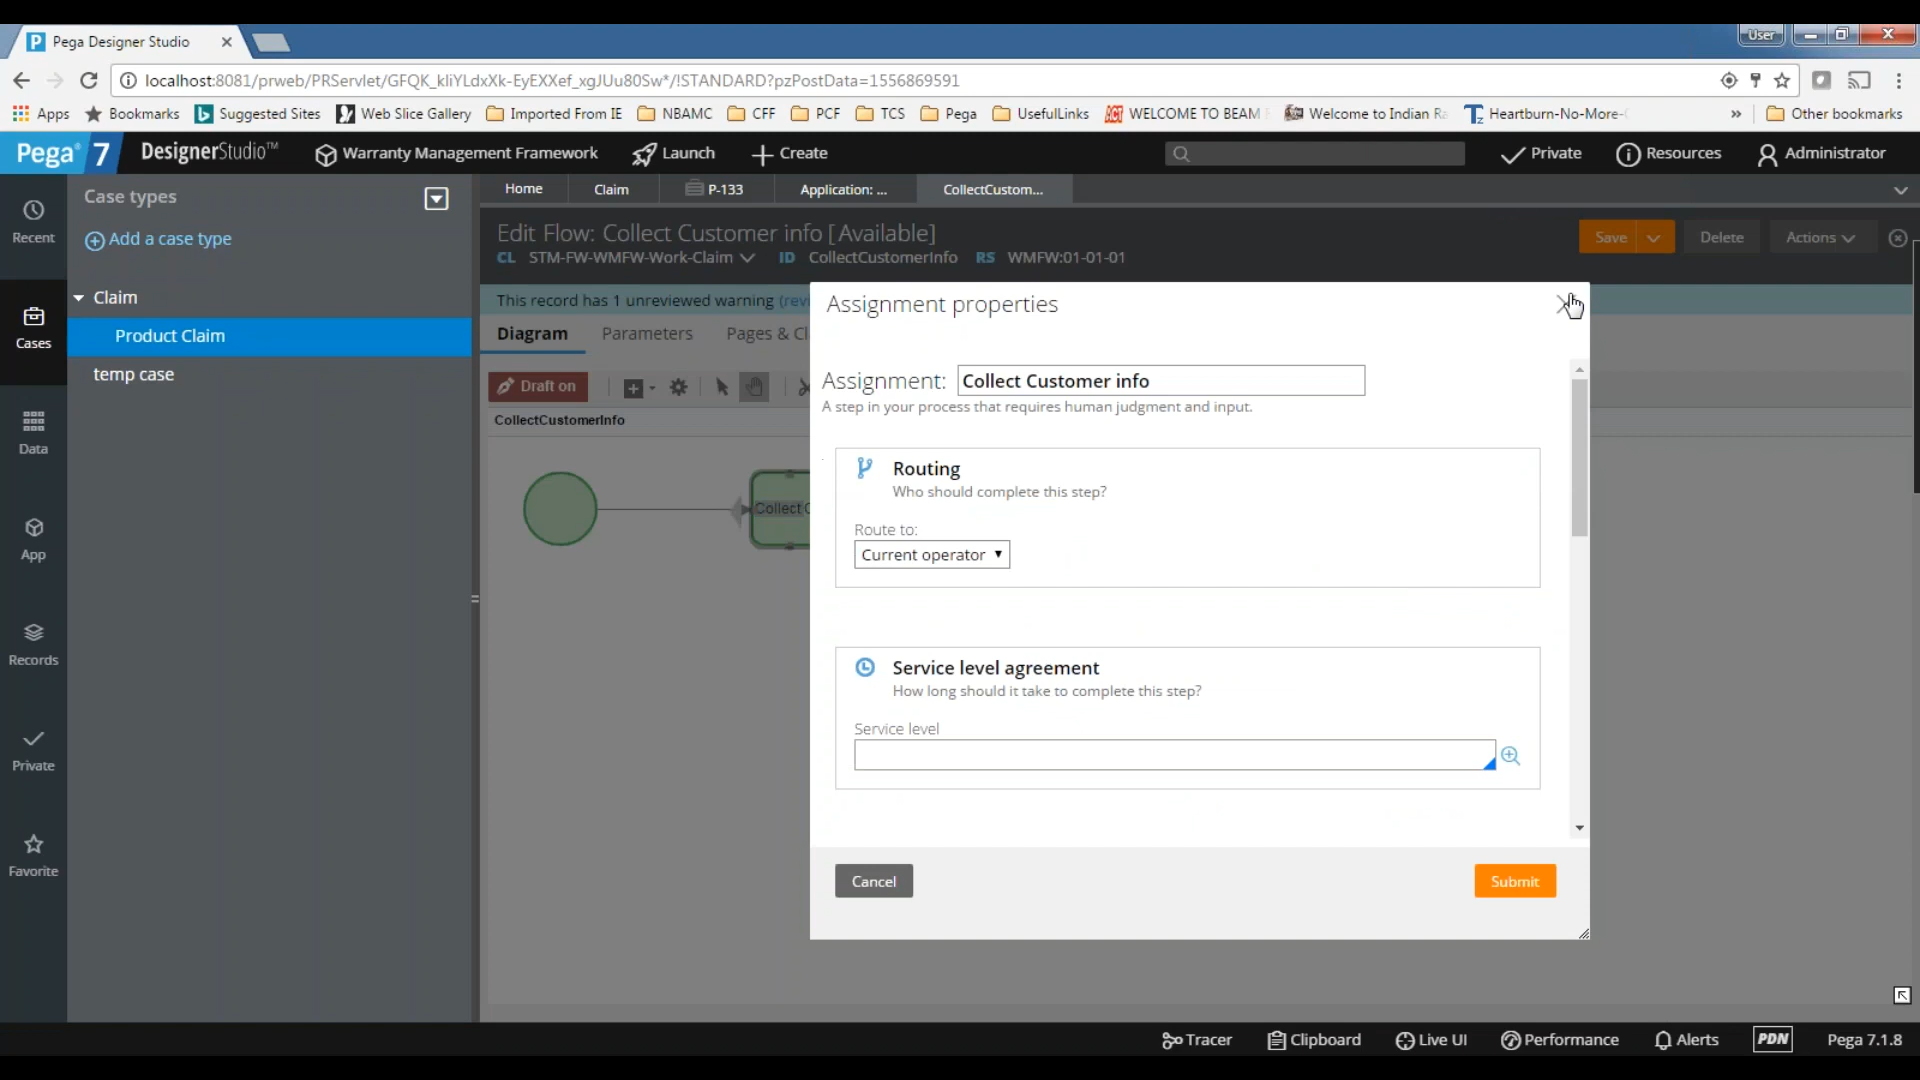 Pega Designer Studio
User
localhost:8081/prweb/PRServlet/GFQK_kliYLdxXk-EyEXXef_xgJUu80Sw*/!STANDARD?pzPostData=1556869591
Apps Bookmarks Suggested Sites Web Slice Gallery Imported From IE NBAMC CFF PCF TCS Pega UsefulLinks WELCOME TO BEAM Welcome to Indian Ra Heartburn-No-More- » Other bookmarks
Pega 7 DesignerStudio™ Warranty Management Framework Launch Create Private Resources Administrator
Case types
Add a case type
Claim
Product Claim
temp case
Recent
Cases
Data
App
Records
Private
Favorite
Home Claim P-133 Application: ... CollectCustom...
Edit Flow: Collect Customer info [Available]
CL STM-FW-WMFW-Work-Claim ID CollectCustomerInfo RS WMFW:01-01-01
Save Delete Actions
This record has 1 unreviewed warning (revi
Diagram Parameters Pages & Cl
Draft on
CollectCustomerInfo
Collect C
Assignment properties
Assignment: Collect Customer info
A step in your process that requires human judgment and input.
Routing
Who should complete this step?
Route to:
Current operator
Service level agreement
How long should it take to complete this step?
Service level
Cancel Submit
Tracer Clipboard Live UI Performance Alerts PDN Pega 7.1.8